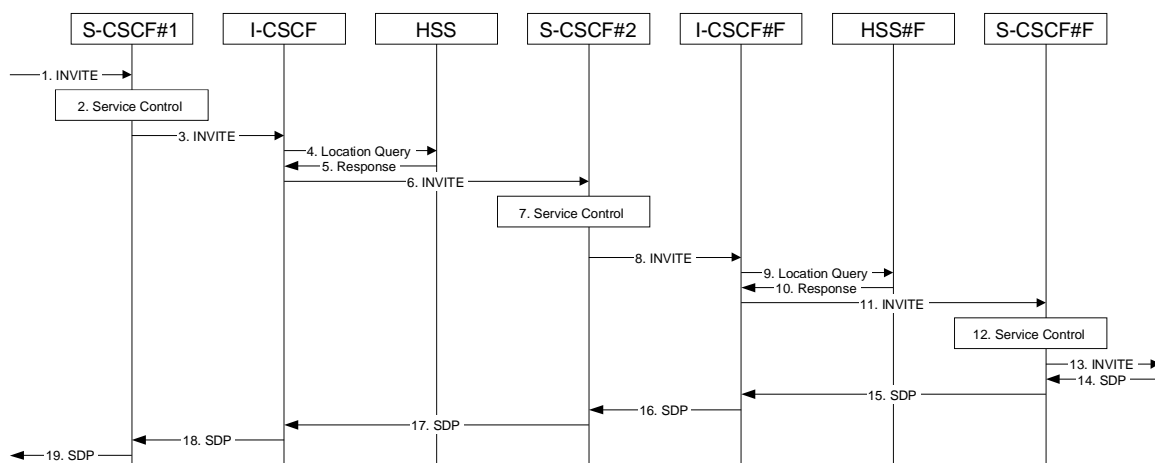 S-CSCF#1
I-CSCF
HSS
S-CSCF#2
I-CSCF#F
HSS#F
S-CSCF#F
1. INVITE
2. Service Control
3. INVITE
4. Location Query
5. Response
6. INVITE
7. Service Control
8. INVITE
9. Location Query
10. Response
11. INVITE
12. Service Control
13. INVITE
14. SDP
15. SDP
16. SDP
17. SDP
18. SDP
19. SDP